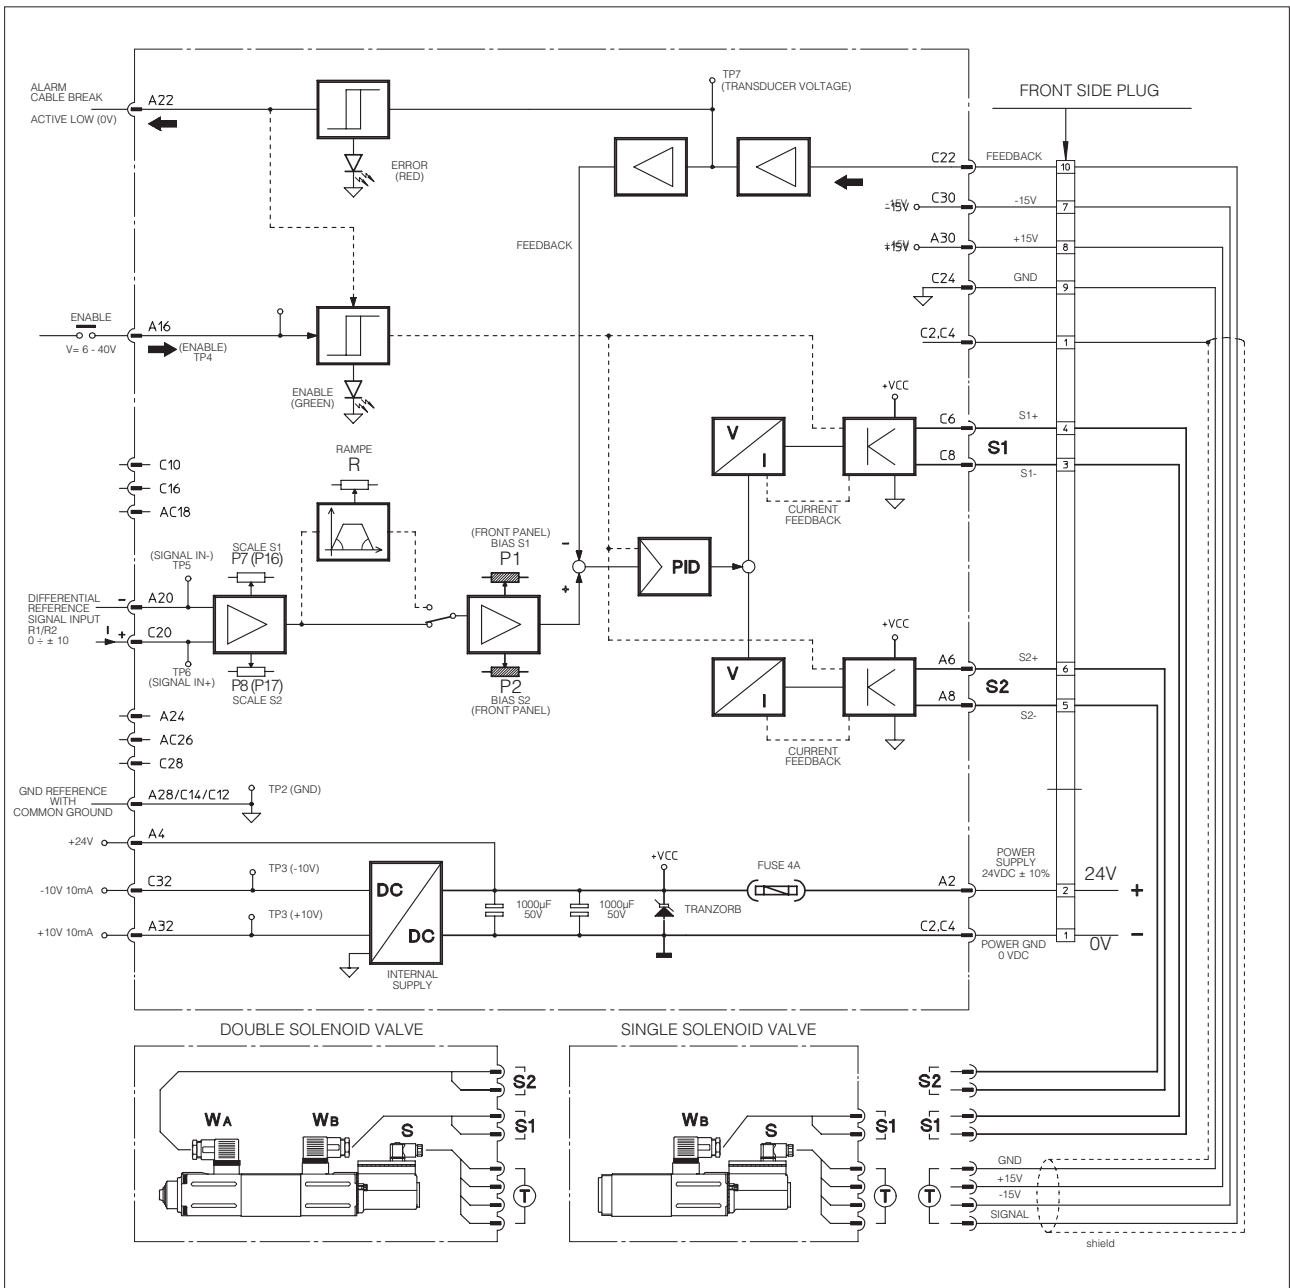 ALARM
CABLE BREAK
ACTIVE LOW (0V)
A22
TP7
(TRANSDUCER VOLTAGE)
FRONT SIDE PLUG
ERROR
(RED)
C22
FEEDBACK
10
C30
-15V
7
A30
+15V
8
C24
GND
9
C2,C4
1
FEEDBACK
ENABLE
V= 6 - 40V
A16
(ENABLE)
TP4
ENABLE
(GREEN)
+VCC
V
I
C6
S1+
4
S1
C8
S1-
3
CURRENT
FEEDBACK
RAMPE
R
C10
C16
AC18
(SIGNAL IN-)
TP5
SCALE S1
P7 (P16)
(FRONT PANEL)
BIAS S1
P1
-
+
PID
DIFFERENTIAL
REFERENCE
SIGNAL INPUT
R1/R2
0 ÷ ± 10
-
A20
I
+
C20
TP6
(SIGNAL IN+)
P8 (P17)
SCALE S2
P2
BIAS S2
(FRONT PANEL)
+VCC
V
I
A6
S2+
6
S2
A8
S2-
5
CURRENT
FEEDBACK
A24
AC26
C28
GND REFERENCE
WITH
COMMON GROUND
A28/C14/C12
TP2 (GND)
+24V
A4
-10V 10mA
C32
TP3 (-10V)
+10V 10mA
A32
TP3 (+10V)
DC
DC
INTERNAL
SUPPLY
1000µF
50V
1000µF
50V
+VCC
TRANZORB
FUSE 4A
A2
POWER
SUPPLY
24VDC ± 10%
2
24V
+
C2,C4
POWER GND
0 VDC
1
0V
-
DOUBLE SOLENOID VALVE
SINGLE SOLENOID VALVE
WA
WB
S
S2
S1
T
WB
S
S1
T
S2
S1
T
GND
+15V
-15V
SIGNAL
shield